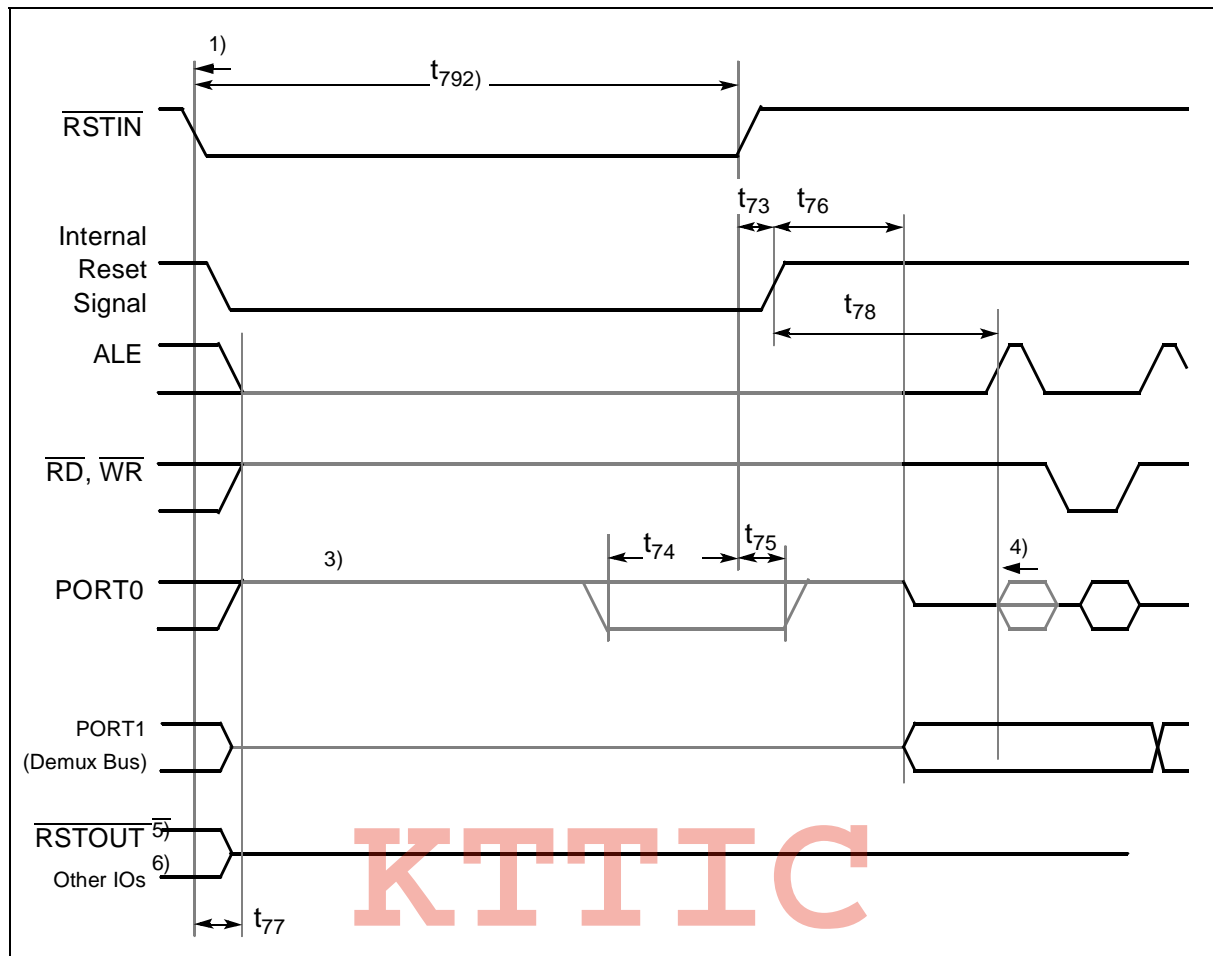 1)
t792)
RSTIN
t73
t76
Internal
Reset
Signal
t78
ALE
RD, WR
t74
t75
3)
4)
PORT0
PORT1
(Demux Bus)
RSTOUT 5)
Other IOs 6)
t77
KTTIC